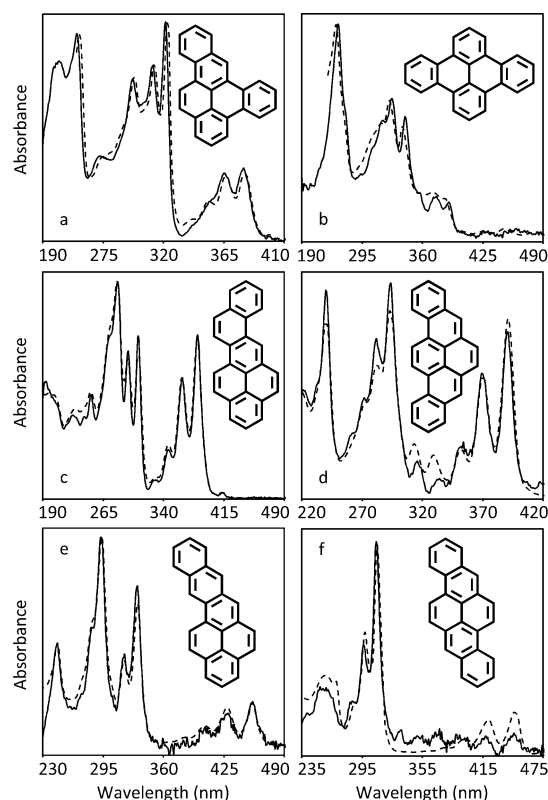 Absorbance
a
b
190 275 320 365 410
190 295 360 425 490
Absorbance
c
d
190 265 340 415 490
220 270 320 370 420
Absorbance
e
f
230 295 360 425 490
235 295 355 415 475
Wavelength (nm)
Wavelength (nm)